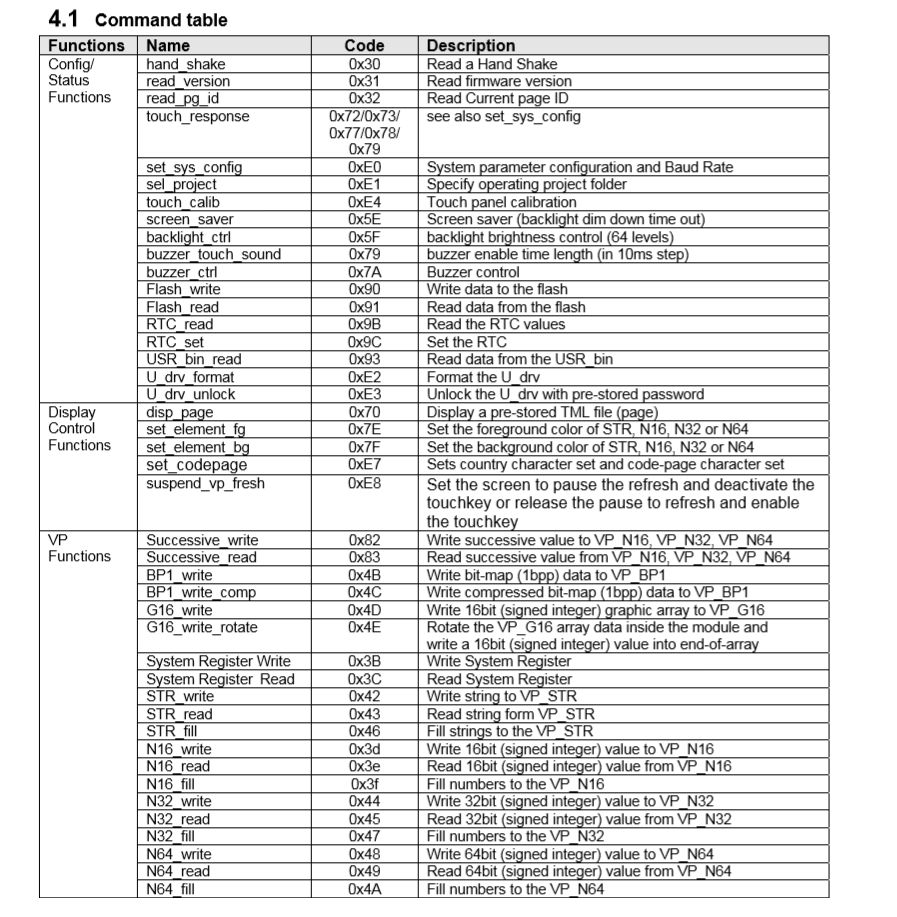 4.1 Command table
Functions Name Code Description
Config/ hand_shake 0x30 Read a Hand Shake
Status read_version 0x31 Read firmware version
Functions read_pg_id 0x32 Read Current page ID
touch_response 0x72/0x73/ see also set_sys_config
0x77/0x78/
0x79
set_sys_config 0xE0 System parameter configuration and Baud Rate
sel_project 0xE1 Specify operating project folder
touch_calib 0xE4 Touch panel calibration
screen_saver 0x5E Screen saver (backlight dim down time out)
backlight_ctrl 0x5F backlight brightness control (64 levels)
buzzer_touch_sound 0x79 buzzer enable time length (in 10ms step)
buzzer_ctrl 0x7A Buzzer control
Flash_write 0x90 Write data to the flash
Flash_read 0x91 Read data from the flash
RTC_read 0x9B Read the RTC values
RTC_set 0x9C Set the RTC
USR_bin_read 0x93 Read data from the USR_bin
U_drv_format 0xE2 Format the U_drv
U_drv_unlock 0xE3 Unlock the U_drv with pre-stored password
Display disp_page 0x70 Display a pre-stored TML file (page)
Control set_element_fg 0x7E Set the foreground color of STR, N16, N32 or N64
Functions set_element_bg 0x7F Set the background color of STR, N16, N32 or N64
set_codepage 0xE7 Sets country character set and code-page character set
suspend_vp_fresh 0xE8 Set the screen to pause the refresh and deactivate the
touchkey or release the pause to refresh and enable
the touchkey
VP Successive_write 0x82 Write successive value to VP_N16, VP_N32, VP_N64
Functions Successive_read 0x83 Read successive value from VP_N16, VP_N32, VP_N64
BP1_write 0x4B Write bit-map (1bpp) data to VP_BP1
BP1_write_comp 0x4C Write compressed bit-map (1bpp) data to VP_BP1
G16_write 0x4D Write 16bit (signed integer) graphic array to VP_G16
G16_write_rotate 0x4E Rotate the VP_G16 array data inside the module and
write a 16bit (signed integer) value into end-of-array
System Register Write 0x3B Write System Register
System Register Read 0x3C Read System Register
STR_write 0x42 Write string to VP_STR
STR_read 0x43 Read string form VP_STR
STR_fill 0x46 Fill strings to the VP_STR
N16_write 0x3d Write 16bit (signed integer) value to VP_N16
N16_read 0x3e Read 16bit (signed integer) value from VP_N16
N16_fill 0x3f Fill numbers to the VP_N16
N32_write 0x44 Write 32bit (signed integer) value to VP_N32
N32_read 0x45 Read 32bit (signed integer) value from VP_N32
N32_fill 0x47 Fill numbers to the VP_N32
N64_write 0x48 Write 64bit (signed integer) value to VP_N64
N64_read 0x49 Read 64bit (signed integer) value from VP_N64
N64_fill 0x4A Fill numbers to the VP_N64